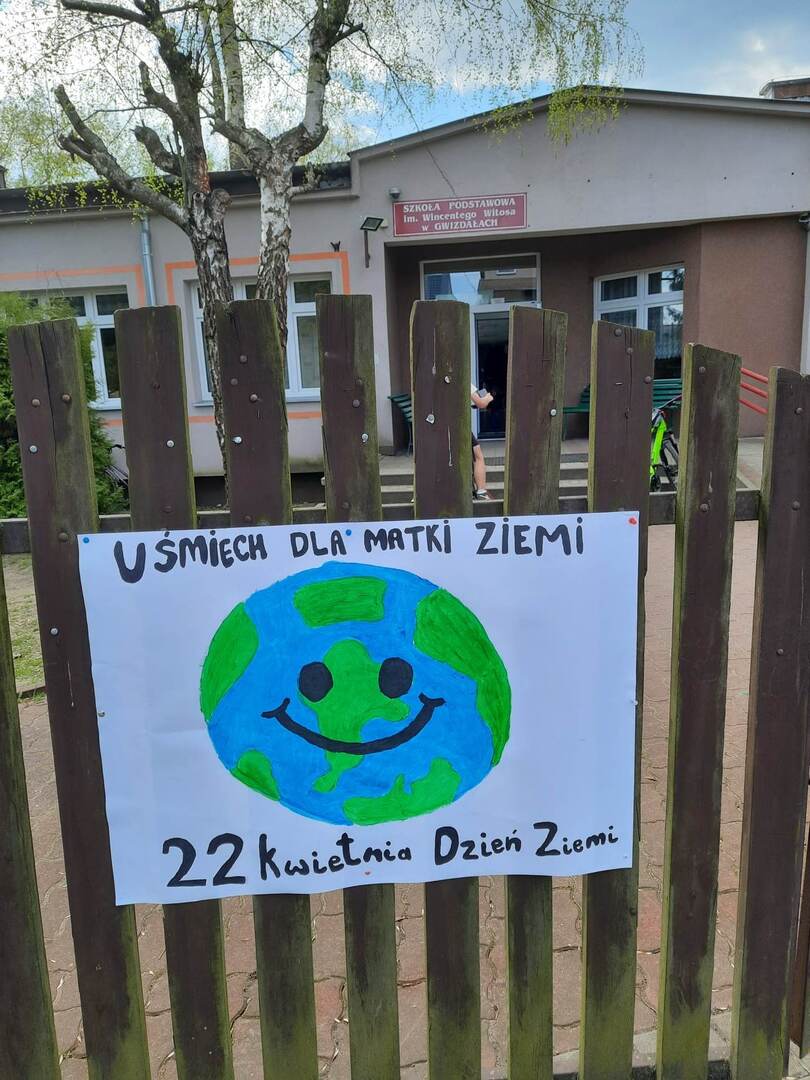 SZKOŁA PODSTAWOWA
Im. Wincentego Witosa
w GWIZDAŁACH
UŚMIECH DLA MATKI ZIEMI
22 kwietnia Dzień Ziemi